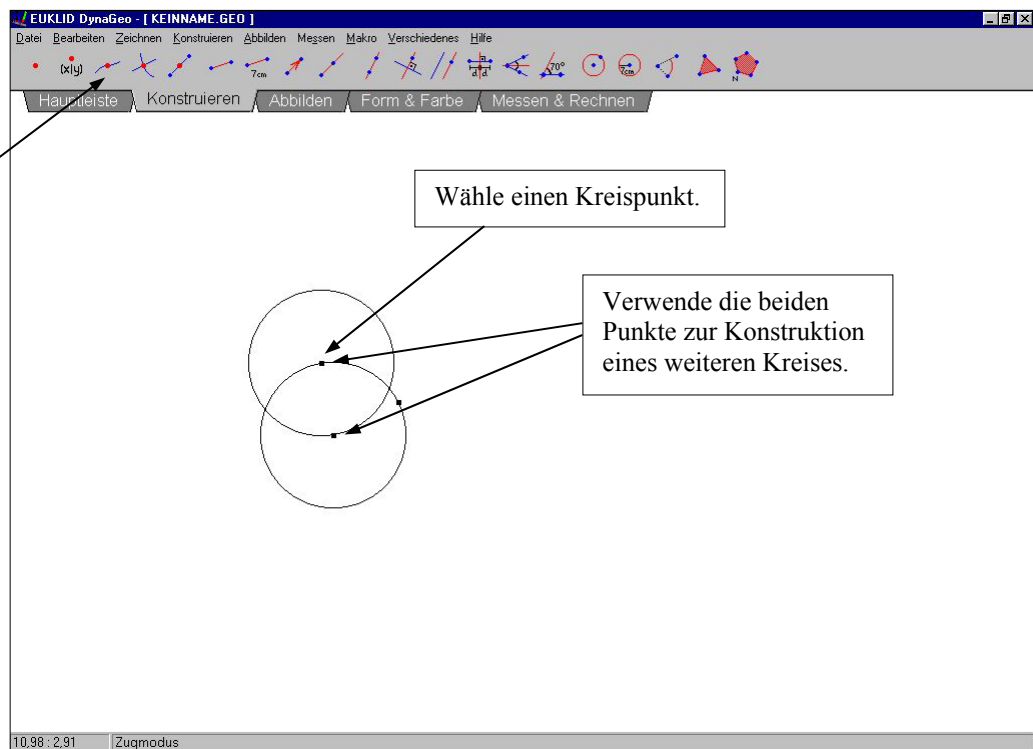 EUKLID DynaGeo - [ KEINNAME.GEO ]
Datei Bearbeiten Zeichnen Konstruieren Abbilden Messen Makro Verschiedenes Hilfe
(x|y) 7cm d d 70° 7cm N
Hauptleiste Konstruieren Abbilden Form & Farbe Messen & Rechnen
Wähle einen Kreispunkt.
Verwende die beiden
Punkte zur Konstruktion
eines weiteren Kreises.
10,98 : 2,91 Zugmodus